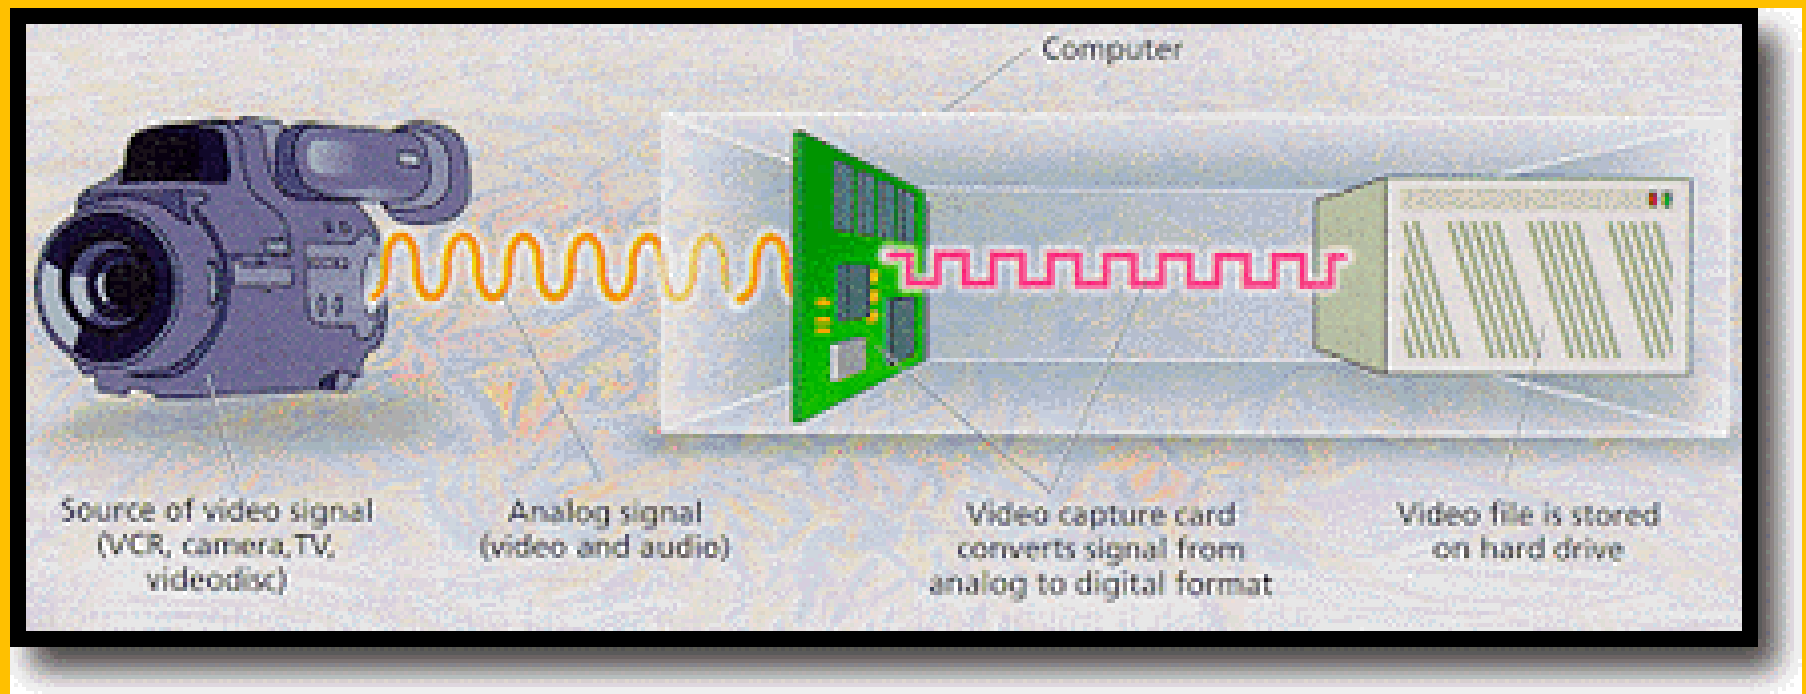 Computer
Source of video signal
(VCR, camera,TV,
videodisc)
Analog signal
(video and audio)
Video capture card
converts signal from
analog to digital format
Video file is stored
on hard drive